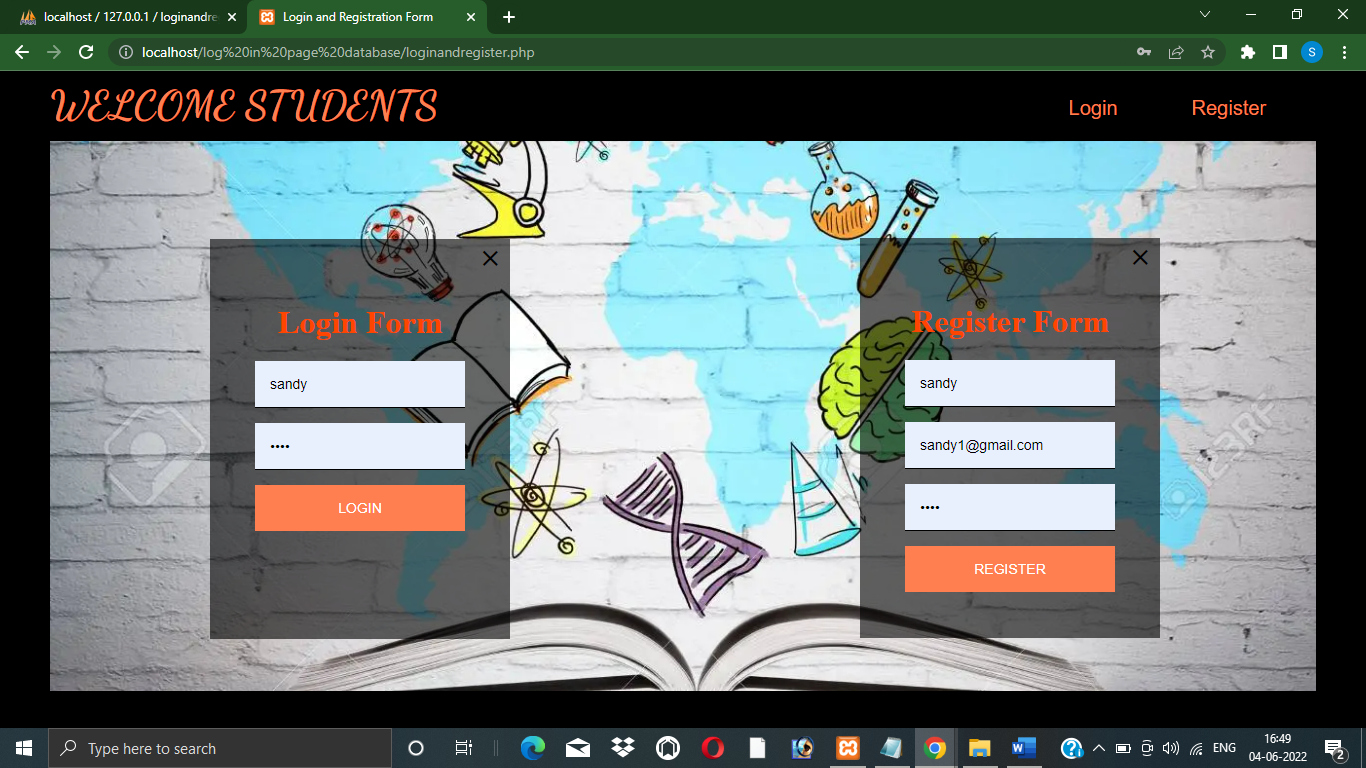 localhost / 127.0.0.1 / loginandre
Login and Registration Form
localhost/log%20in%20page%20database/loginandregister.php
S
WELCOME STUDENTS
Login
Register
Login Form
sandy
••••
LOGIN
Register Form
sandy
sandy1@gmail.com
••••
REGISTER
123RF
123RF
Type here to search
ENG
16:49
04-06-2022
2